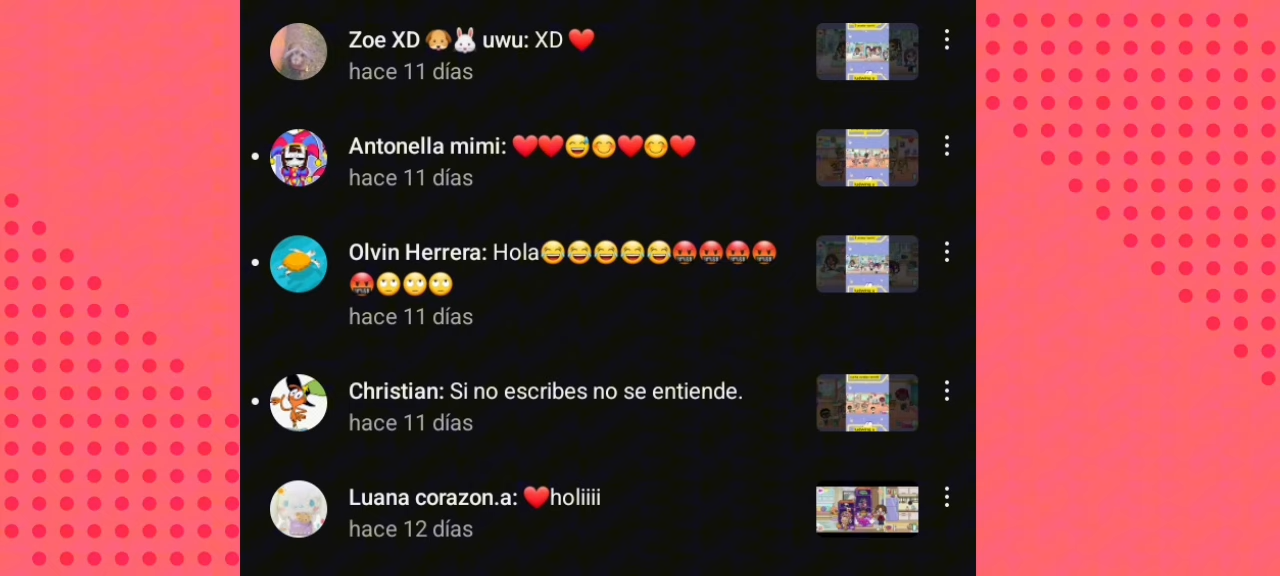 Zoe XD 🐶🐰 uwu: XD ❤️
hace 11 días
Antonella mimi: ❤️❤️😅😊❤️😊❤️
hace 11 días
Olvin Herrera: Hola😂😂😂😂😂🤬🤬🤬🤬
🤬🙄🙄🙄
hace 11 días
Christian: Si no escribes no se entiende.
hace 11 días
Luana corazon.a: ❤️holiiii
hace 12 días